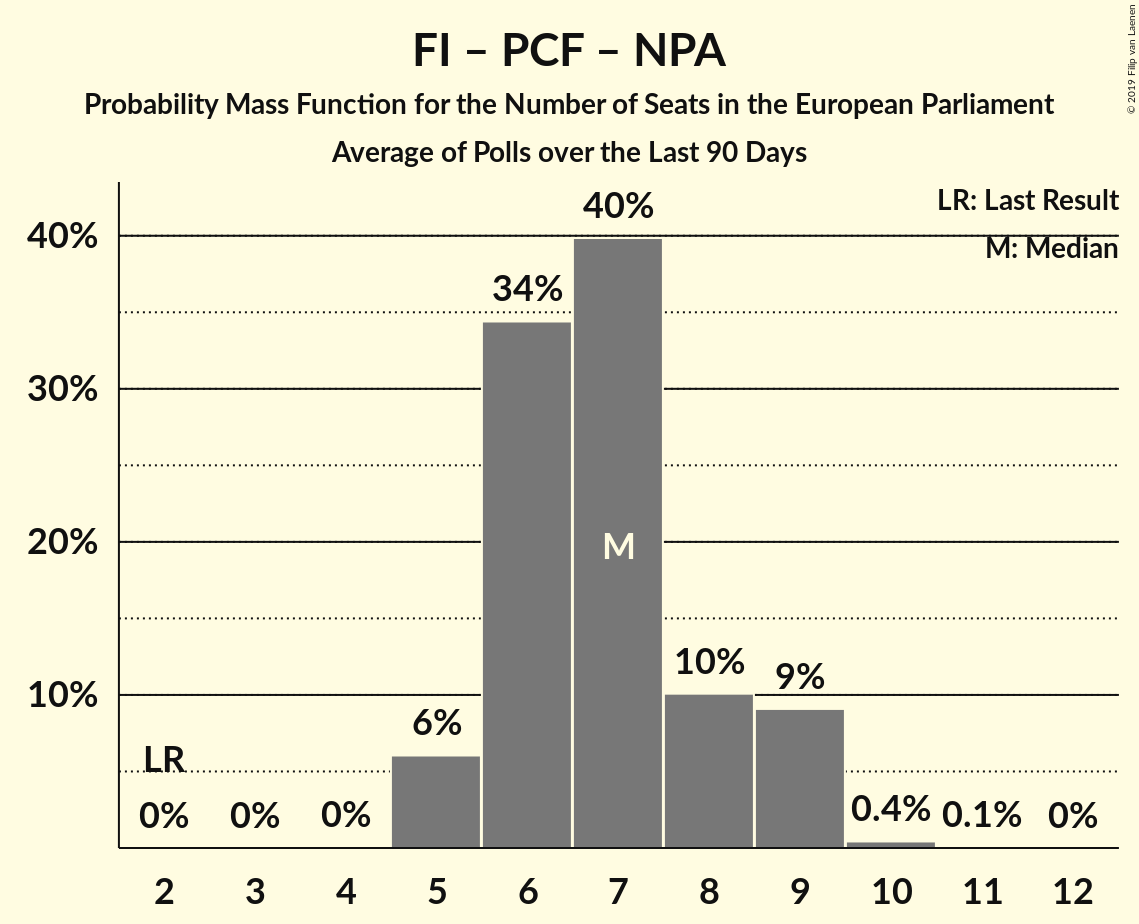 FI – PCF – NPA
Probability Mass Function for the Number of Seats in the European Parliament
Average of Polls over the Last 90 Days
© 2019 Filip van Laenen
LR: Last Result
M: Median
40%
30%
20%
10%
LR
0%
0%
0%
6%
34%
40%
M
10%
9%
0.4%
0.1%
0%
2 3 4 5 6 7 8 9 10 11 12